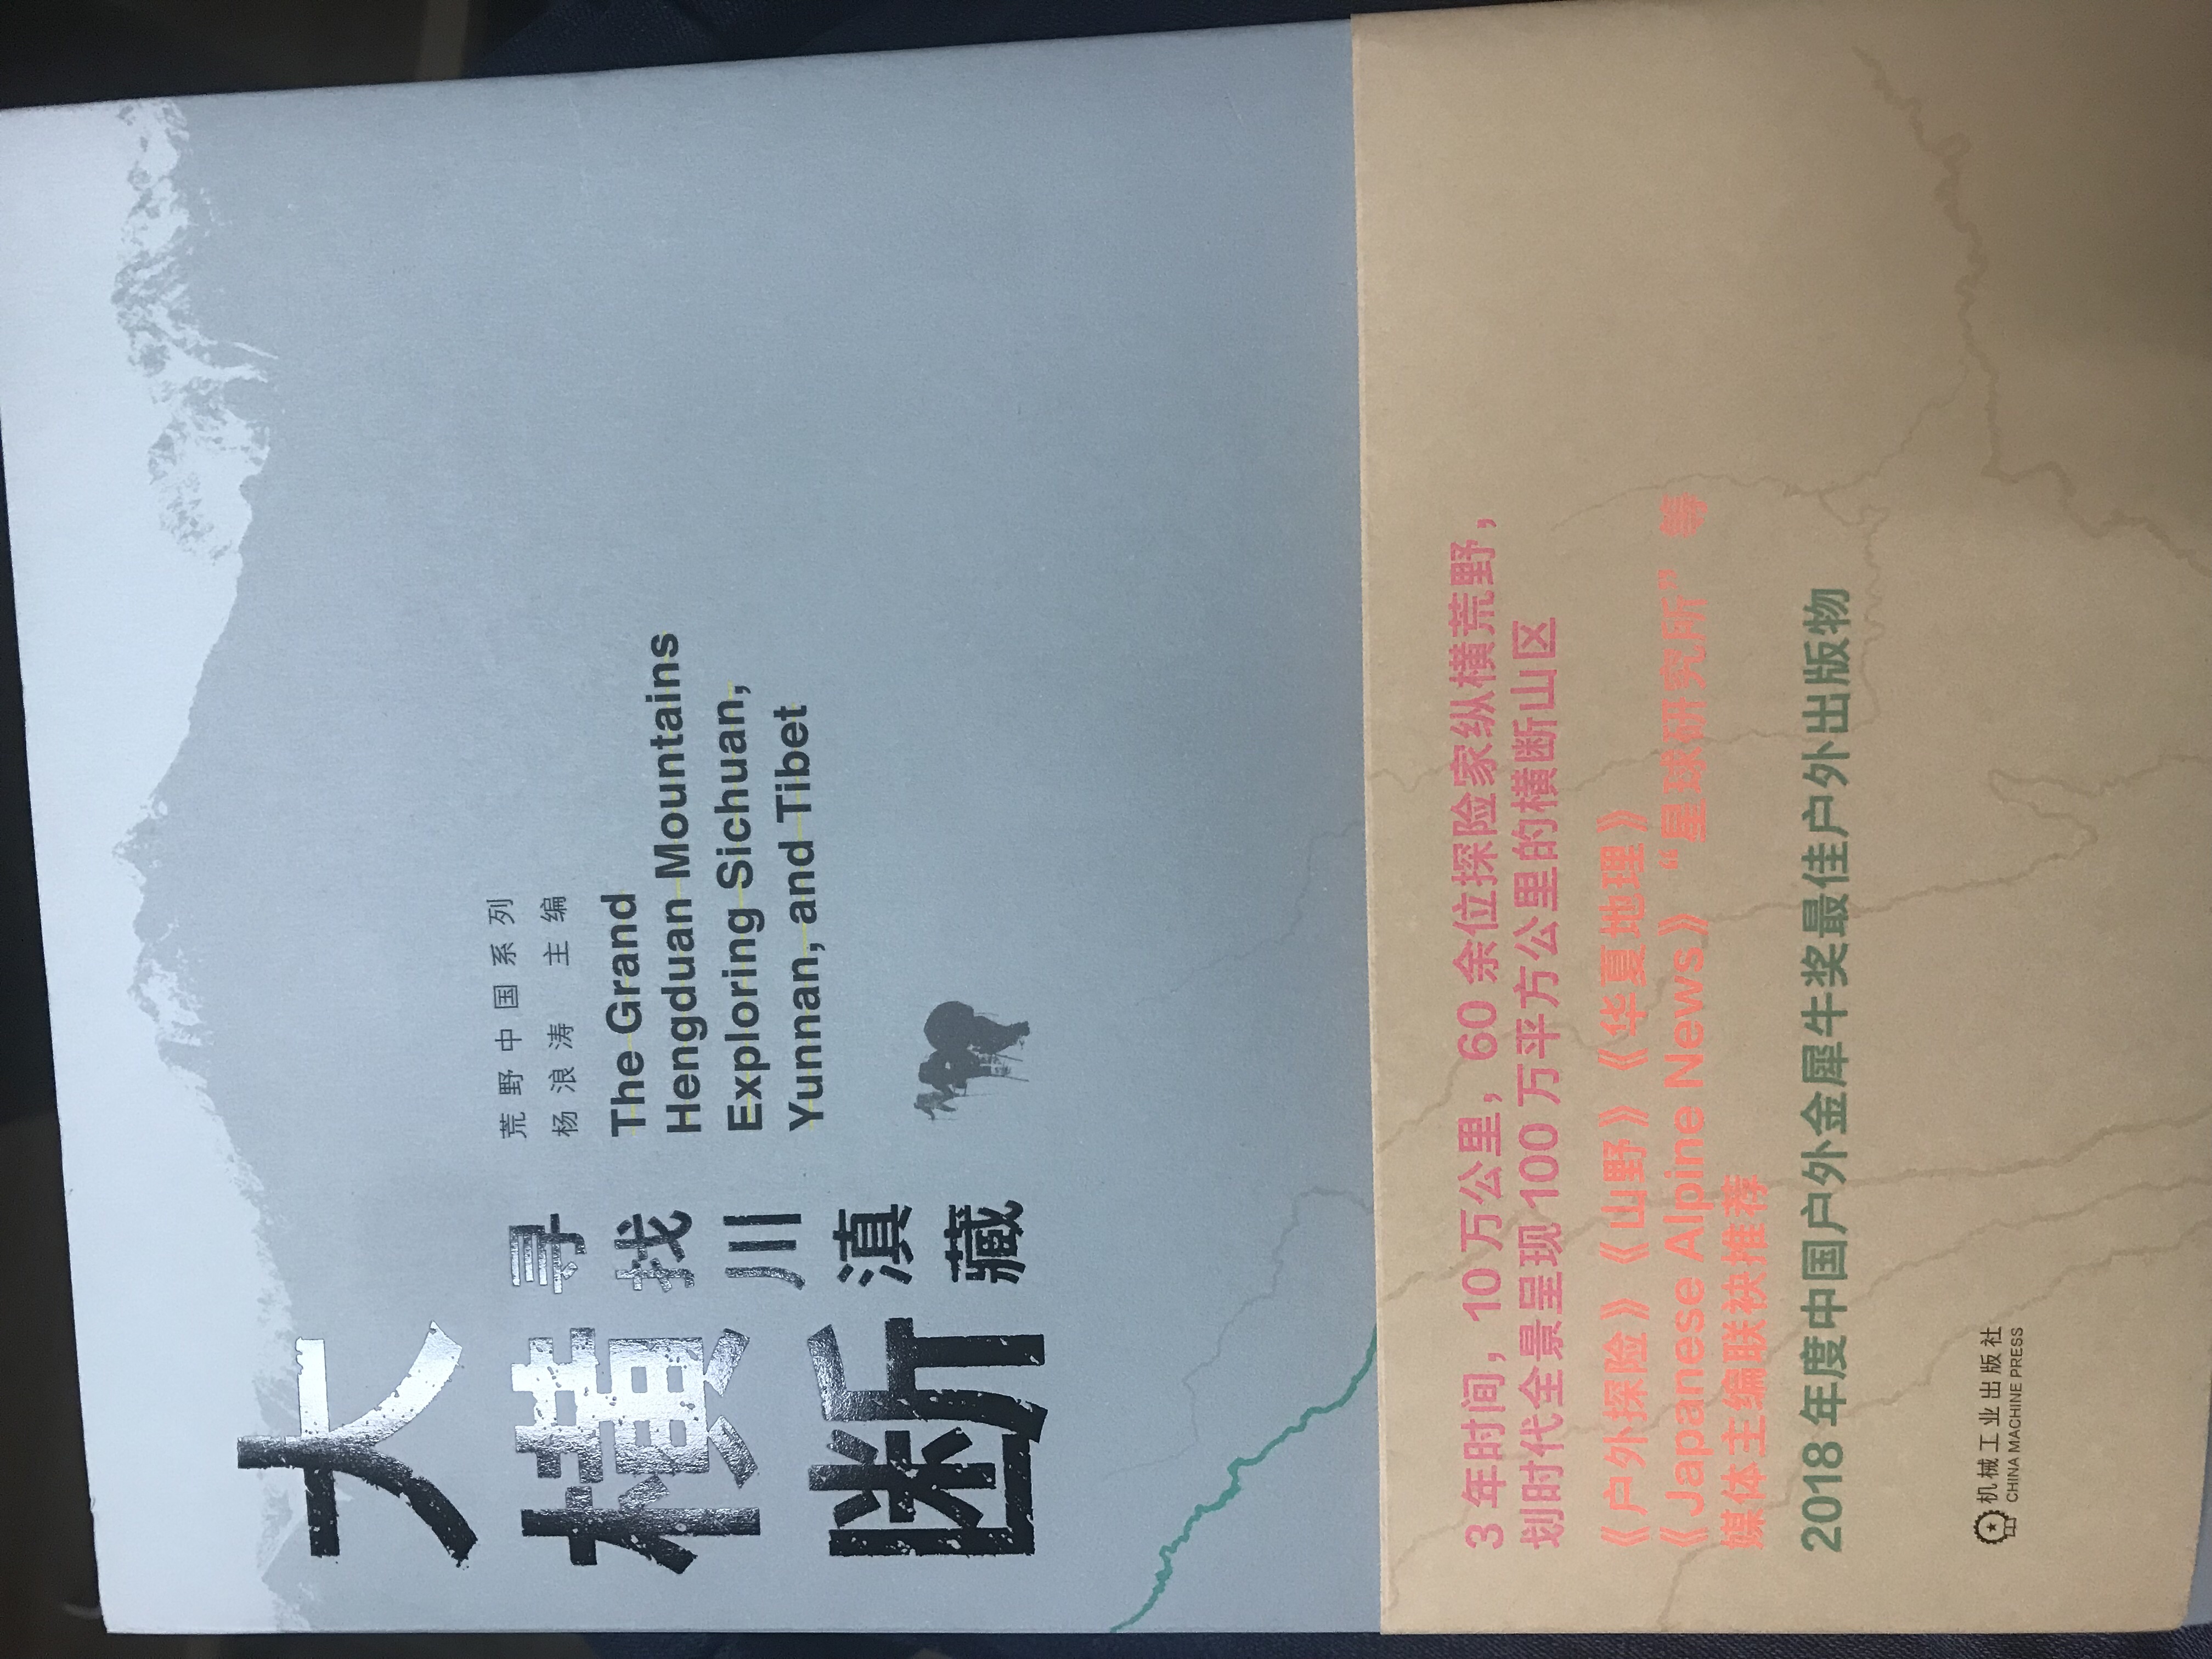 大
横断
寻找川滇藏
荒野中国系列
杨浪涛 主编
The Grand
Hengduan Mountains
Exploring Sichuan,
Yunnan, and Tibet
3 年时间，10 万公里，60 余位探险家纵横荒野，
划时代全景呈现 100 万平方公里的横断山区
《户外探险》《山野》《华夏地理》
《Japanese Alpine News》“星球研究所” 等
媒体主编联袂推荐
2018 年度中国户外金犀牛奖最佳户外出版物
机械工业出版社
CHINA MACHINE PRESS